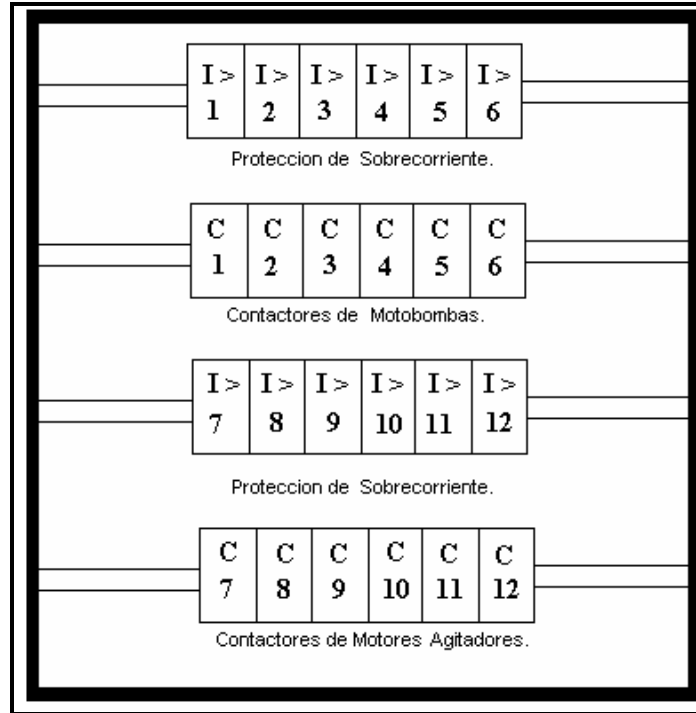 I > I > I > I > I > I >
1 2 3 4 5 6
Proteccion de Sobrecorriente.
C C C C C C
1 2 3 4 5 6
Contactores de Motobombas.
I > I > I > I > I > I >
7 8 9 10 11 12
Proteccion de Sobrecorriente.
C C C C C C
7 8 9 10 11 12
Contactores de Motores Agitadores.